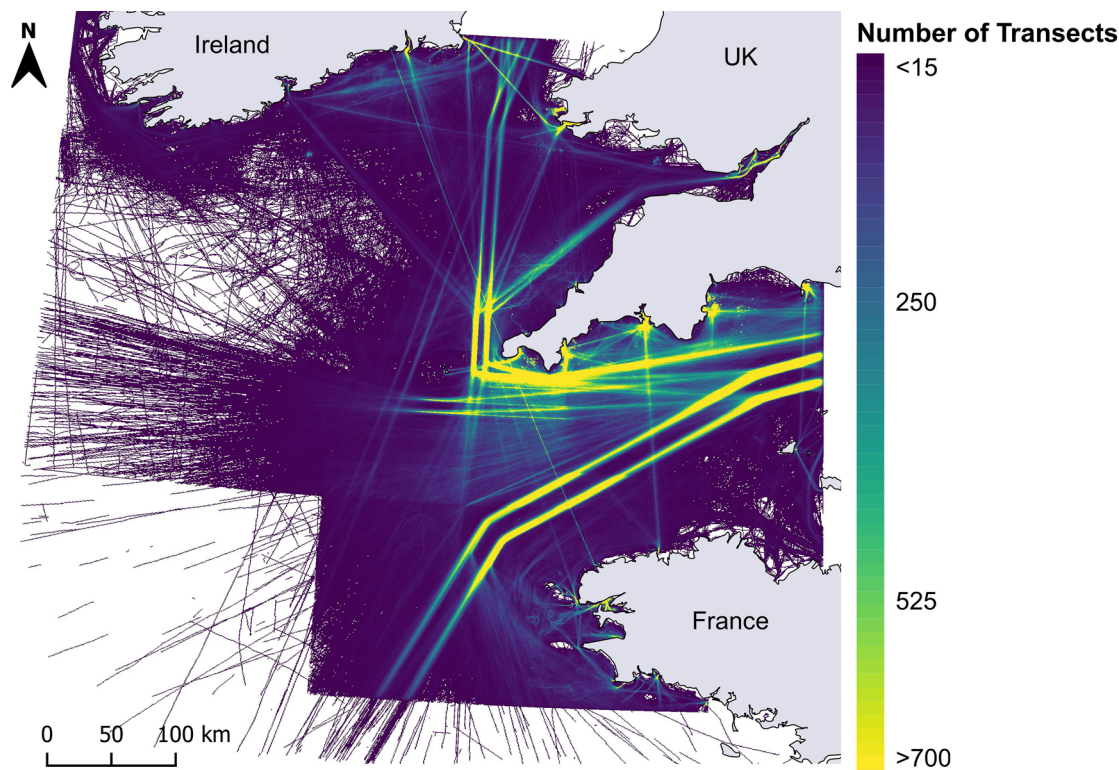 N
Ireland
UK
France
0 50 100 km
Number of Transects
<15
250
525
>700